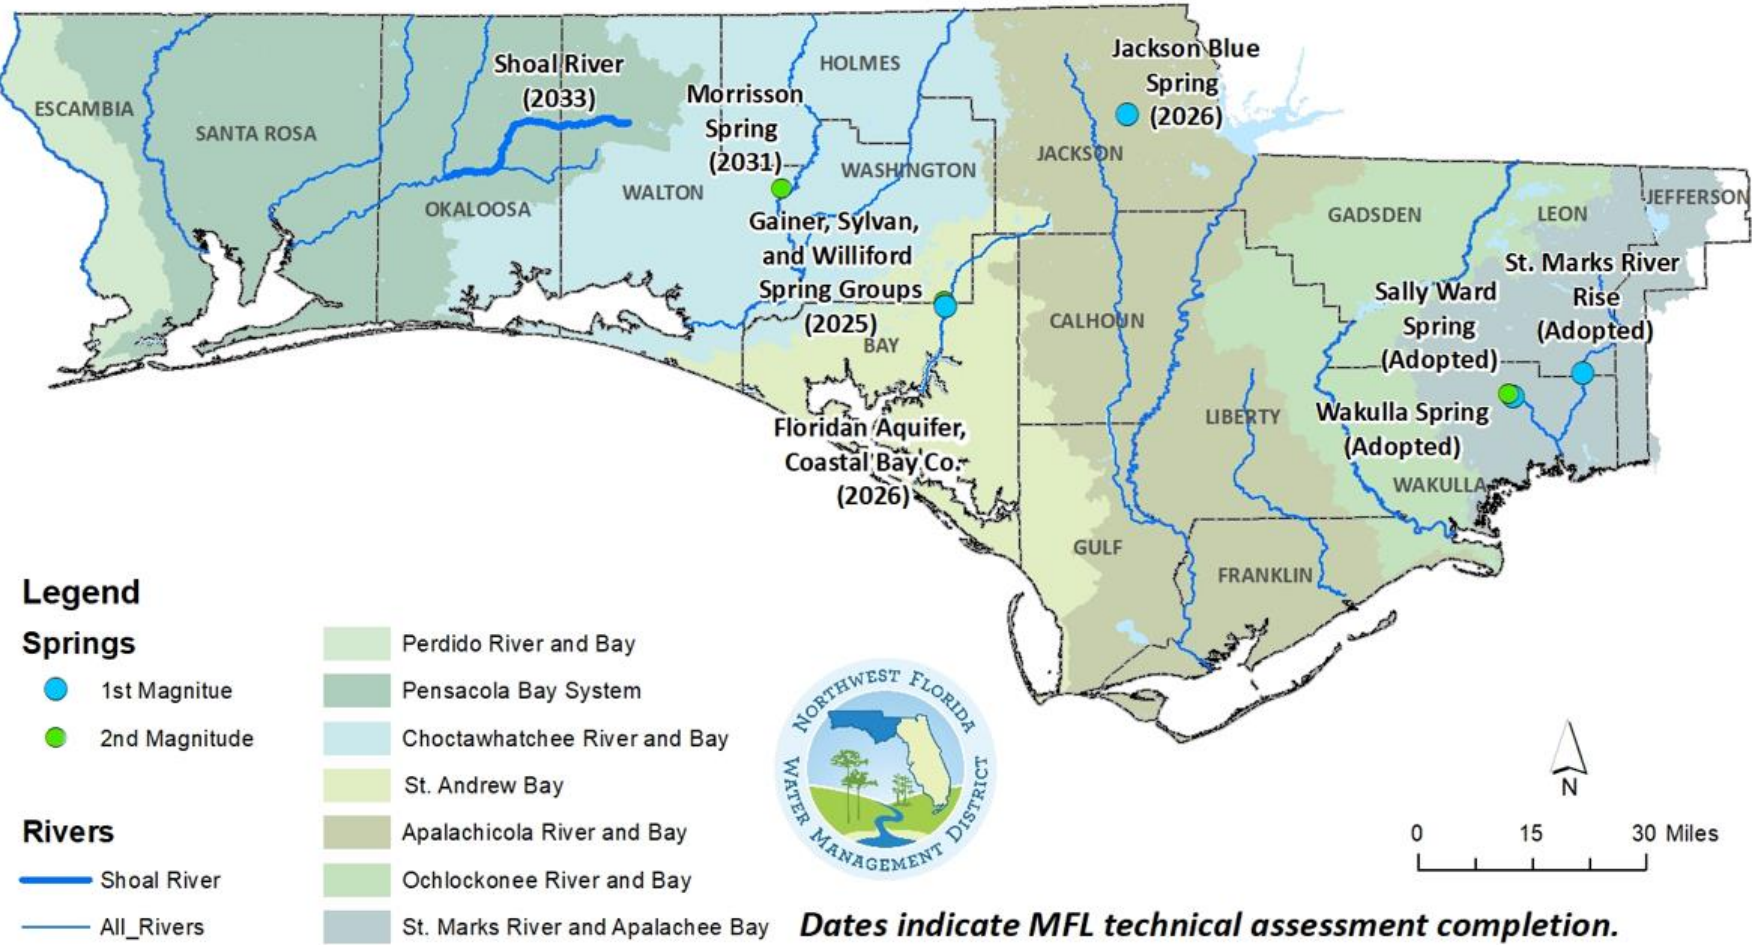 Jackson Blue
Spring
(2026)
Shoal River
(2033)
HOLMES
Morrisson
Spring
(2031)
ESCAMBIA
SANTA ROSA
JACKSON
WASHINGTON
WALTON
OKALOOSA
GADSDEN
LEON
JEFFERSON
Gainer, Sylvan,
and Williford
Spring Groups
(2025)
St. Marks River
Rise
(Adopted)
Sally Ward
Spring
(Adopted)
CALHOUN
BAY
LIBERTY
Wakulla Spring
(Adopted)
Floridan Aquifer,
Coastal Bay Co.
(2026)
WAKULLA
GULF
FRANKLIN
Legend
Springs
1st Magnitue
2nd Magnitude
Rivers
Shoal River
All_Rivers
Perdido River and Bay
Pensacola Bay System
Choctawhatchee River and Bay
St. Andrew Bay
Apalachicola River and Bay
Ochlockonee River and Bay
St. Marks River and Apalachee Bay
NORTHWEST FLORIDA
WATER MANAGEMENT DISTRICT
N
0 15 30 Miles
Dates indicate MFL technical assessment completion.